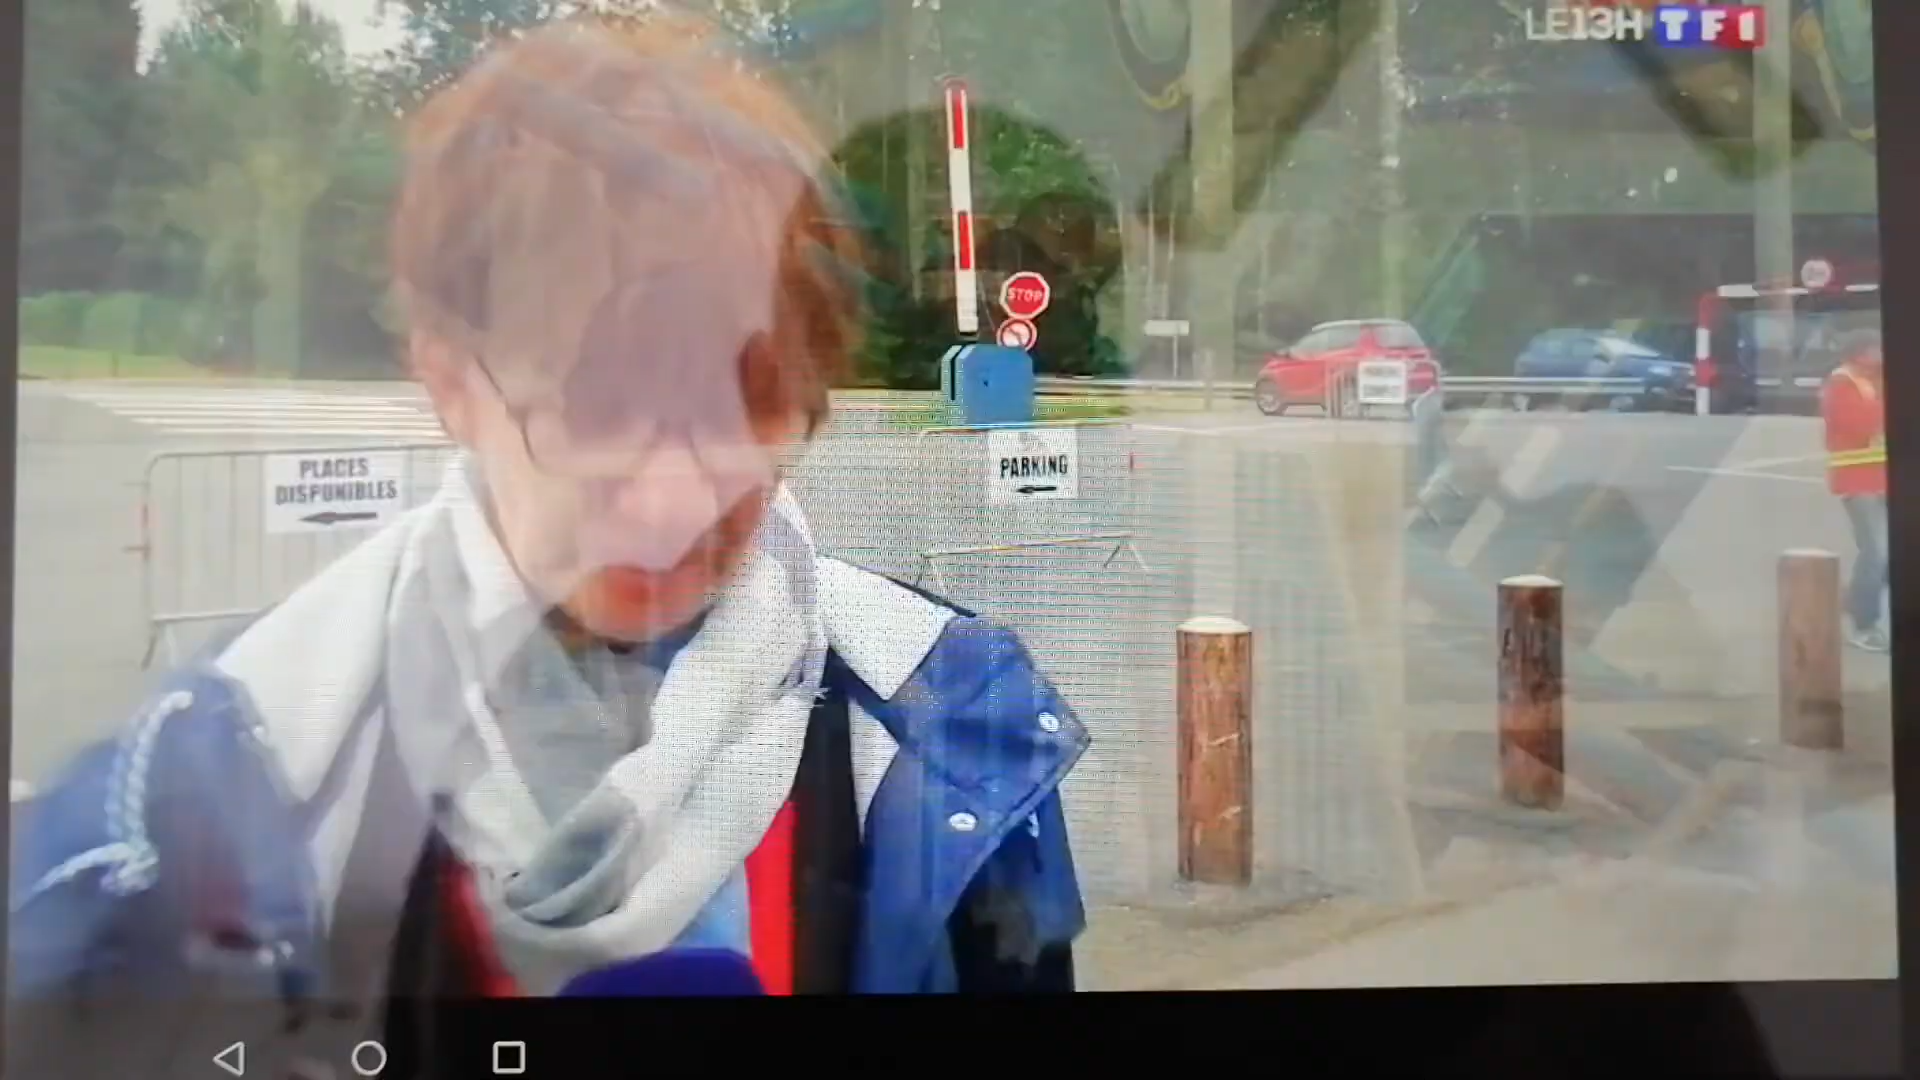 LE13H TF1
STOP
PLACES
DISPONIBLES
PARKING